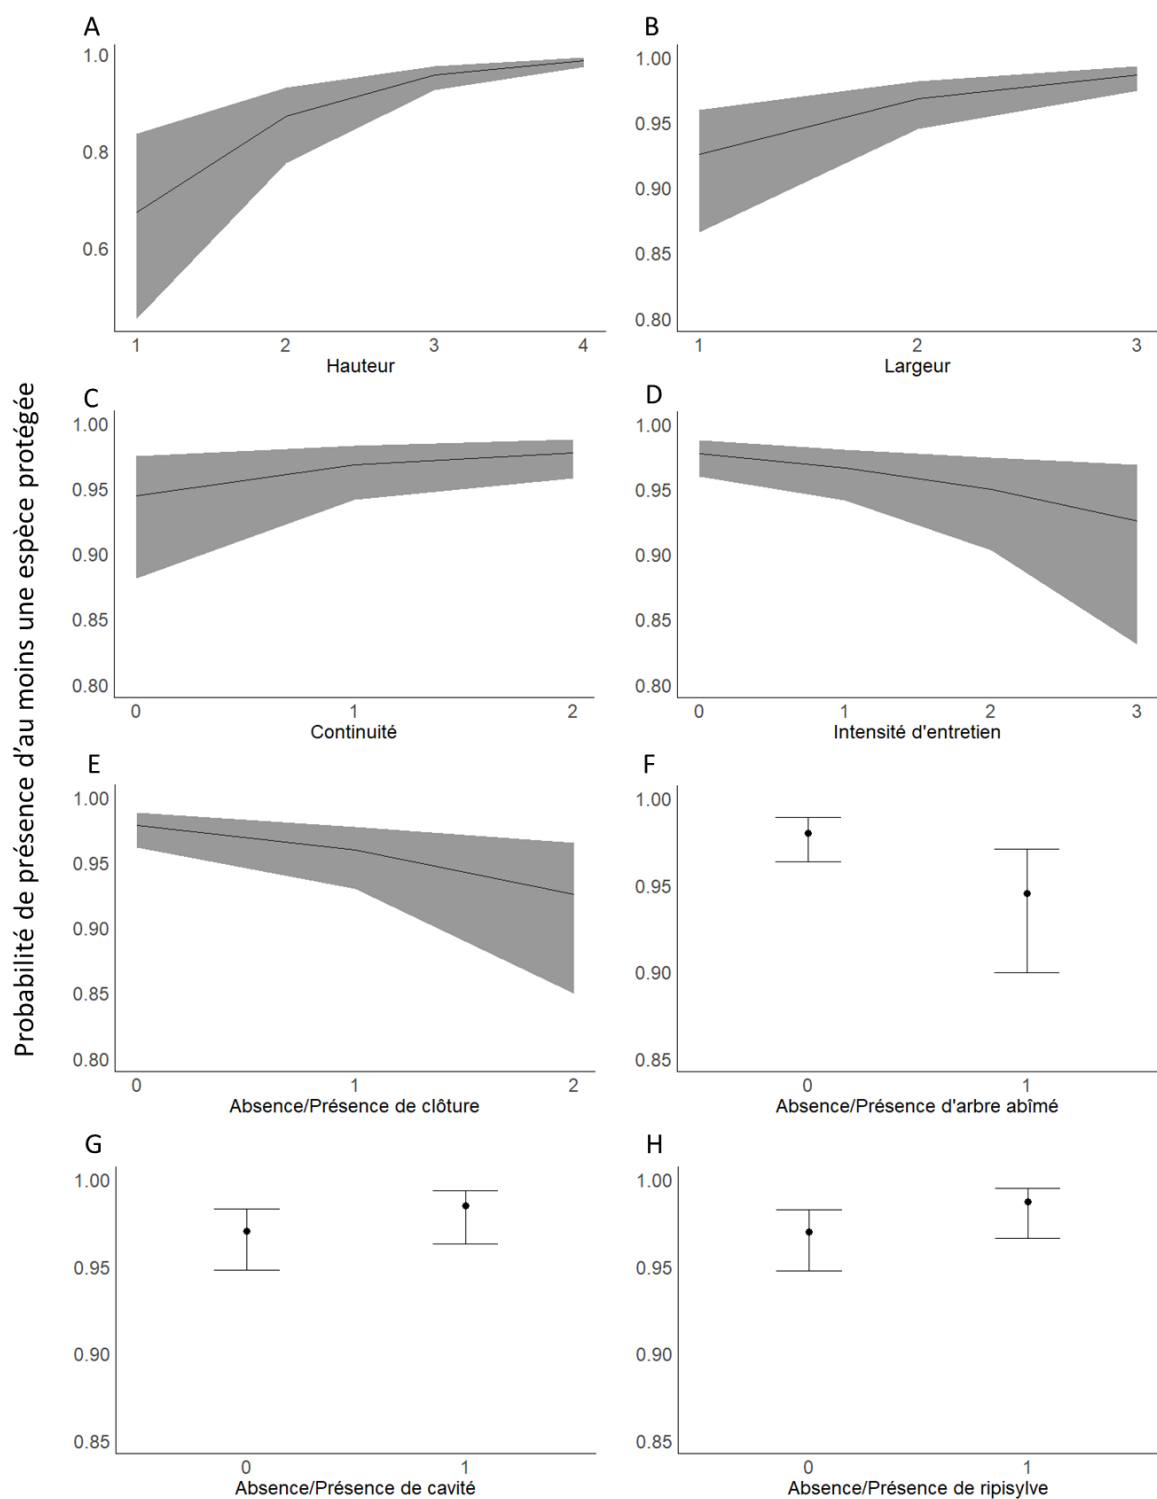 Probabilité de présence d'au moins une espèce protégée
A
1.0
0.8
0.6
1 2 3 4
Hauteur
B
1.00
0.95
0.90
0.85
0.80
1 2 3
Largeur
C
1.00
0.95
0.90
0.85
0.80
0 1 2
Continuité
D
1.00
0.95
0.90
0.85
0.80
0 1 2 3
Intensité d'entretien
E
1.00
0.95
0.90
0.85
0.80
0 1 2
Absence/Présence de clôture
F
1.00
0.95
0.90
0.85
0 1
Absence/Présence d'arbre abîmé
G
1.00
0.95
0.90
0.85
0 1
Absence/Présence de cavité
H
1.00
0.95
0.90
0.85
0 1
Absence/Présence de ripisylve